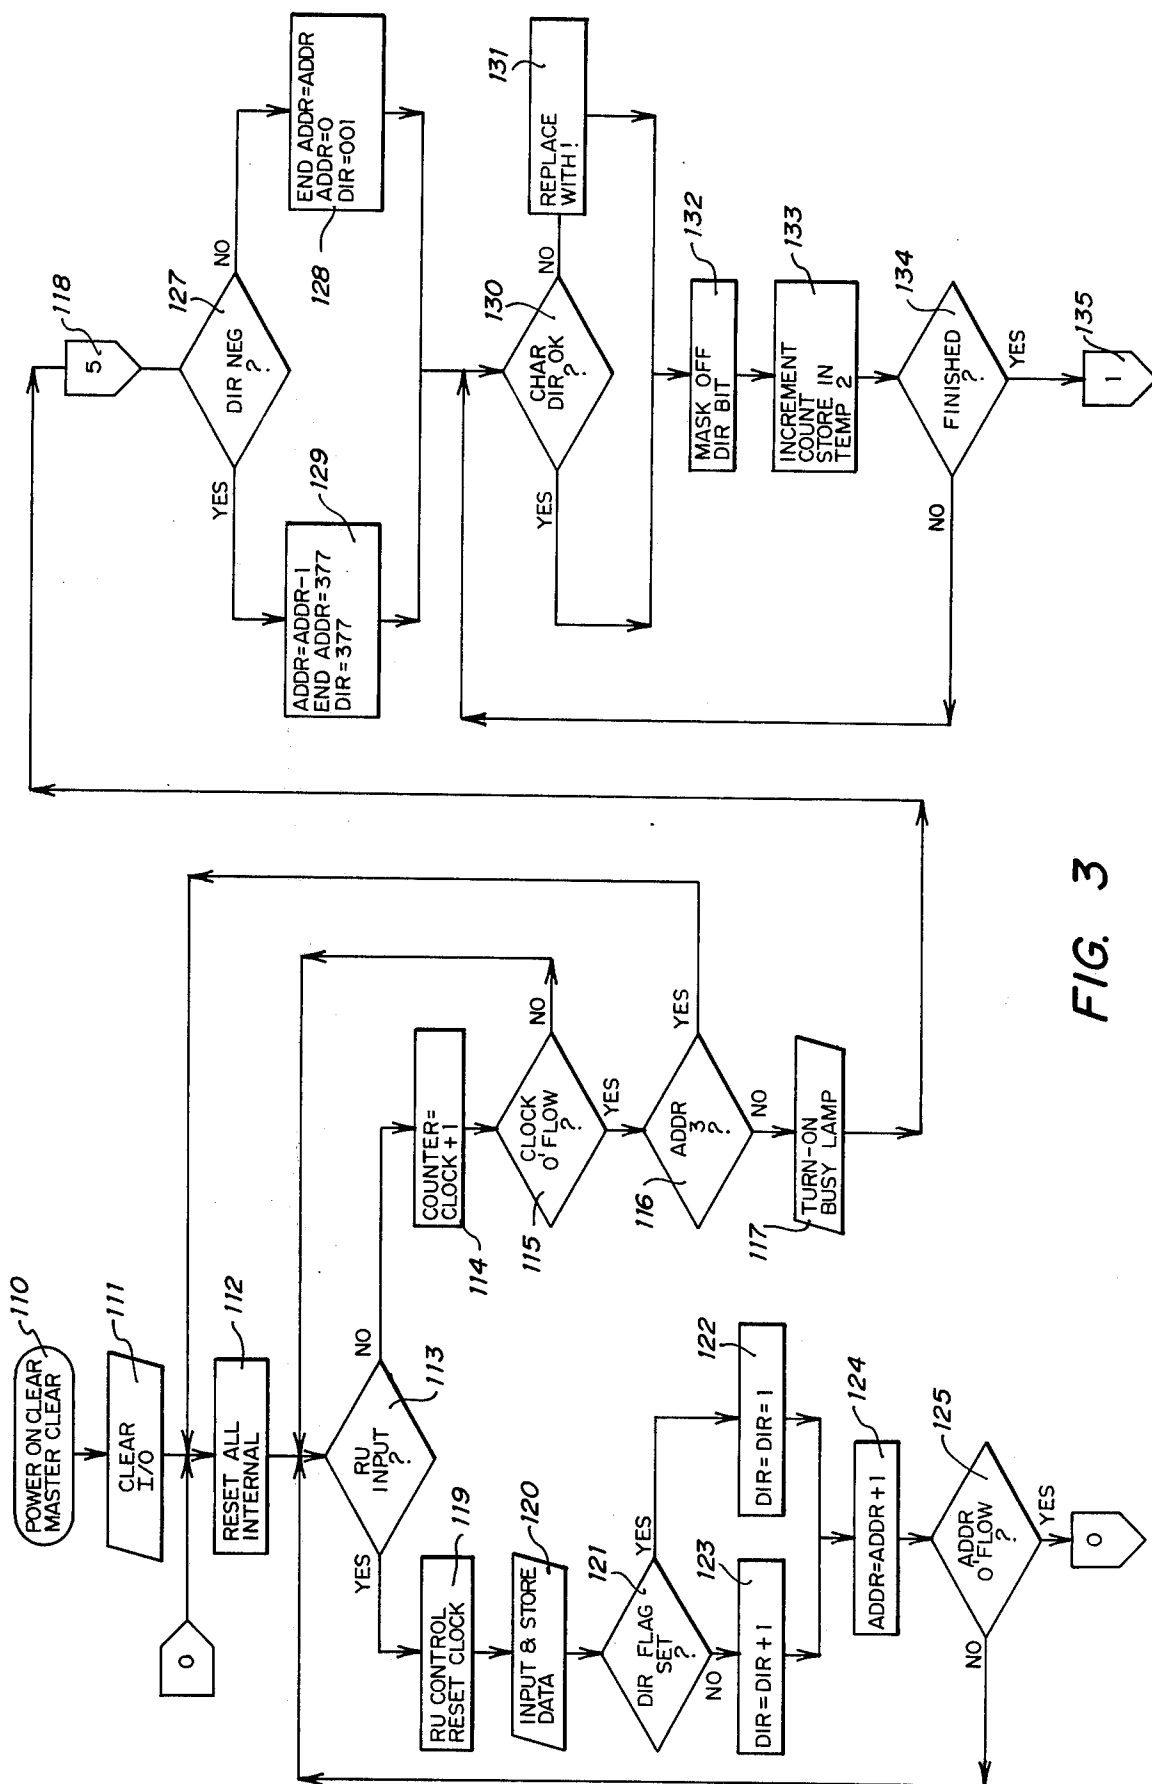 POWER ON CLEAR
MASTER CLEAR
110
CLEAR
I/O
111
0
RESET ALL
INTERNAL
112
RU
INPUT
?
113
YES
NO
RU CONTROL
RESET CLOCK
119
INPUT & STORE
DATA
120
DIR FLAG
SET
?
121
YES
NO
DIR=DIR+1
123
DIR=DIR=1
122
ADDR=ADDR+1
124
ADDR
O'FLOW
?
125
NO
YES
0
COUNTER=
CLOCK+1
114
CLOCK
O'FLOW
?
115
NO
YES
ADDR
3
?
116
YES
NO
TURN-ON
BUSY LAMP
117
5
118
DIR NEG
?
127
YES
NO
ADDR=ADDR-1
END ADDR=377
DIR=377
129
END ADDR=ADDR
ADDR=0
DIR=001
128
CHAR
DIR OK
?
130
YES
NO
REPLACE
WITH!
131
MASK OFF
DIR BIT
132
INCREMENT
COUNT
STORE IN
TEMP 2
133
FINISHED
?
134
NO
YES
1
135
FIG. 3